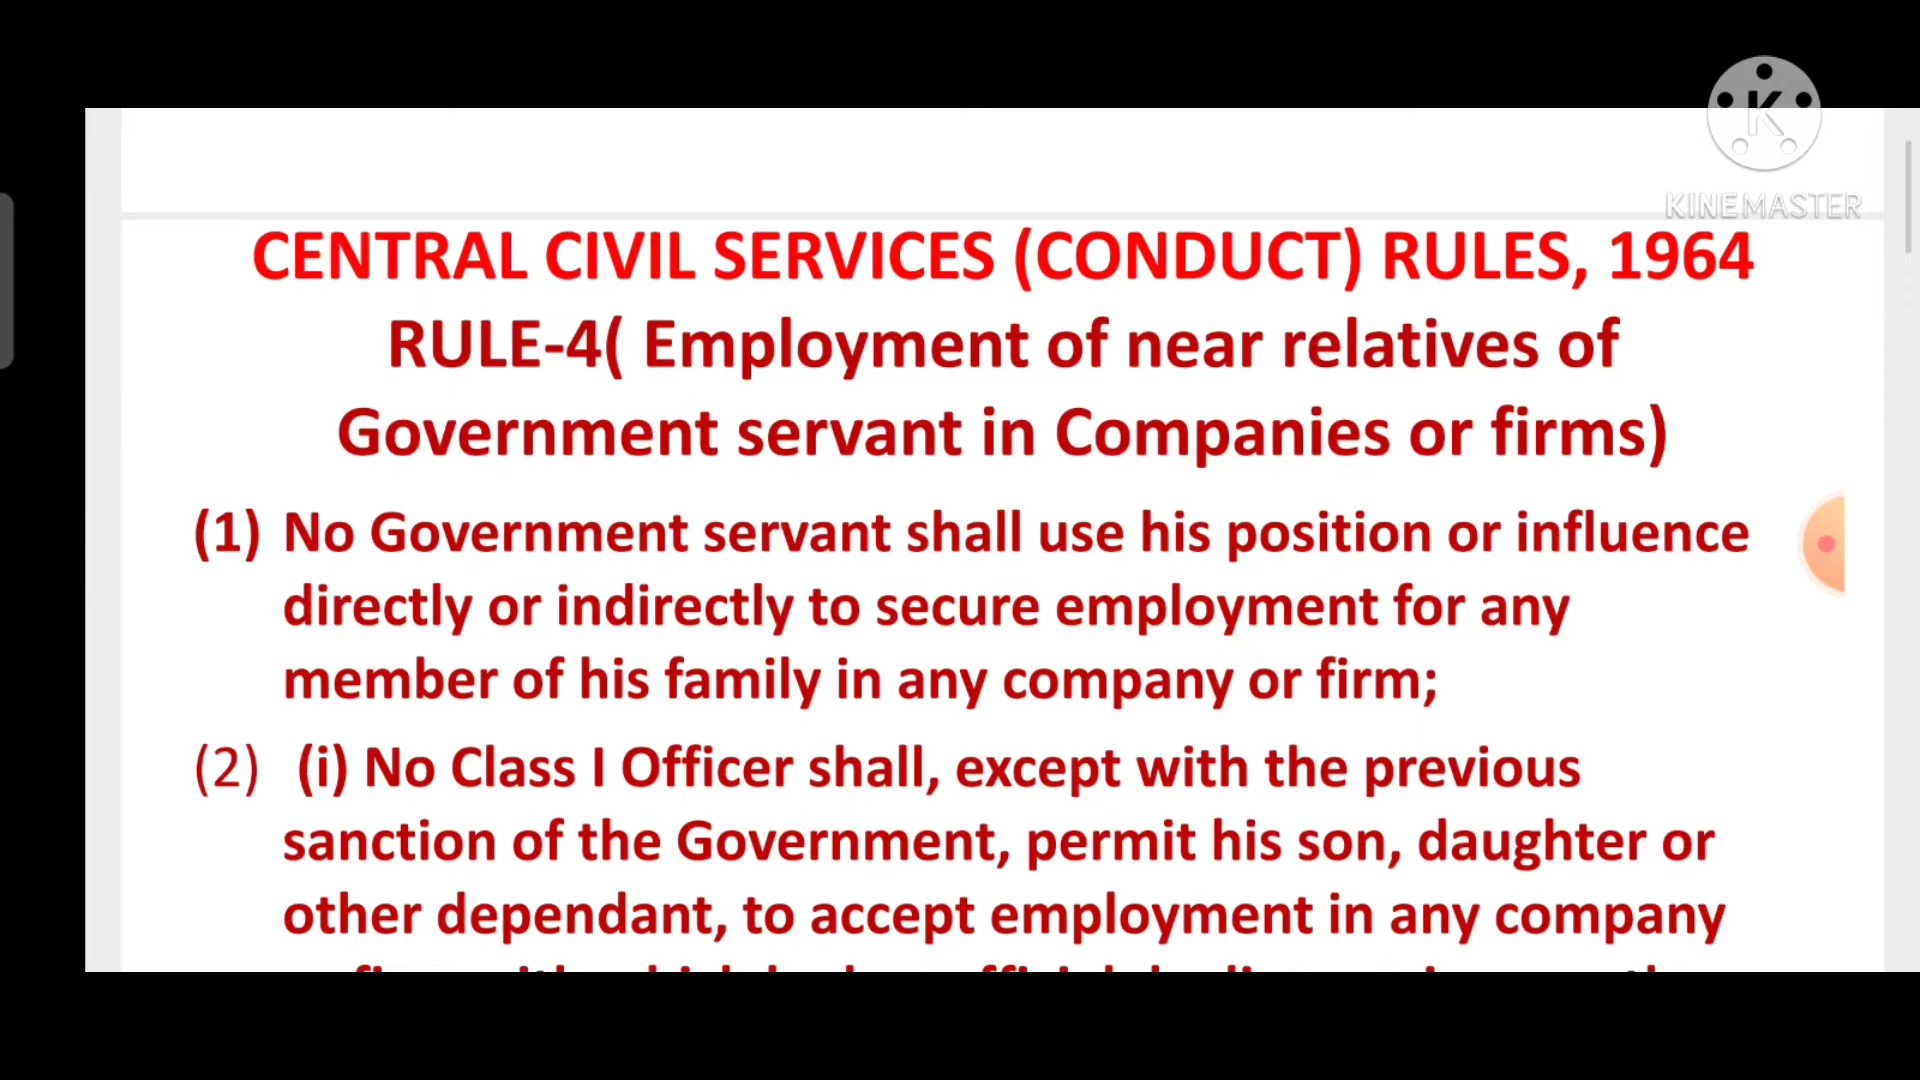 K
KINEMASTER
CENTRAL CIVIL SERVICES (CONDUCT) RULES, 1964
RULE-4( Employment of near relatives of
Government servant in Companies or firms)
(1) No Government servant shall use his position or influence
directly or indirectly to secure employment for any
member of his family in any company or firm;
(2) (i) No Class I Officer shall, except with the previous
sanction of the Government, permit his son, daughter or
other dependant, to accept employment in any company